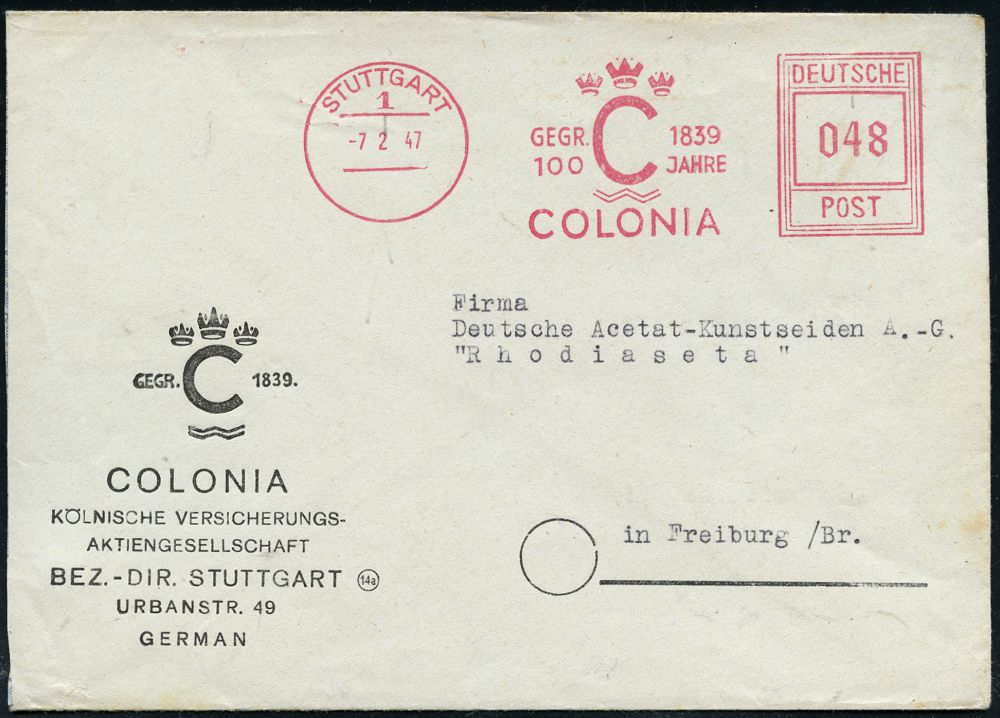 STUTTGART
1
-7 2 47
C
GEGR. 1839
100 JAHRE
COLONIA
DEUTSCHE
048
POST
Firma
Deutsche Acetat-Kunstseiden A.-G.
"Rhodiaseta"
GEGR. C 1839.
COLONIA
KÖLNISCHE VERSICHERUNGS-
AKTIENGESELLSCHAFT
BEZ.-DIR. STUTTGART 14a
URBANSTR. 49
GERMAN
in Freiburg /Br.